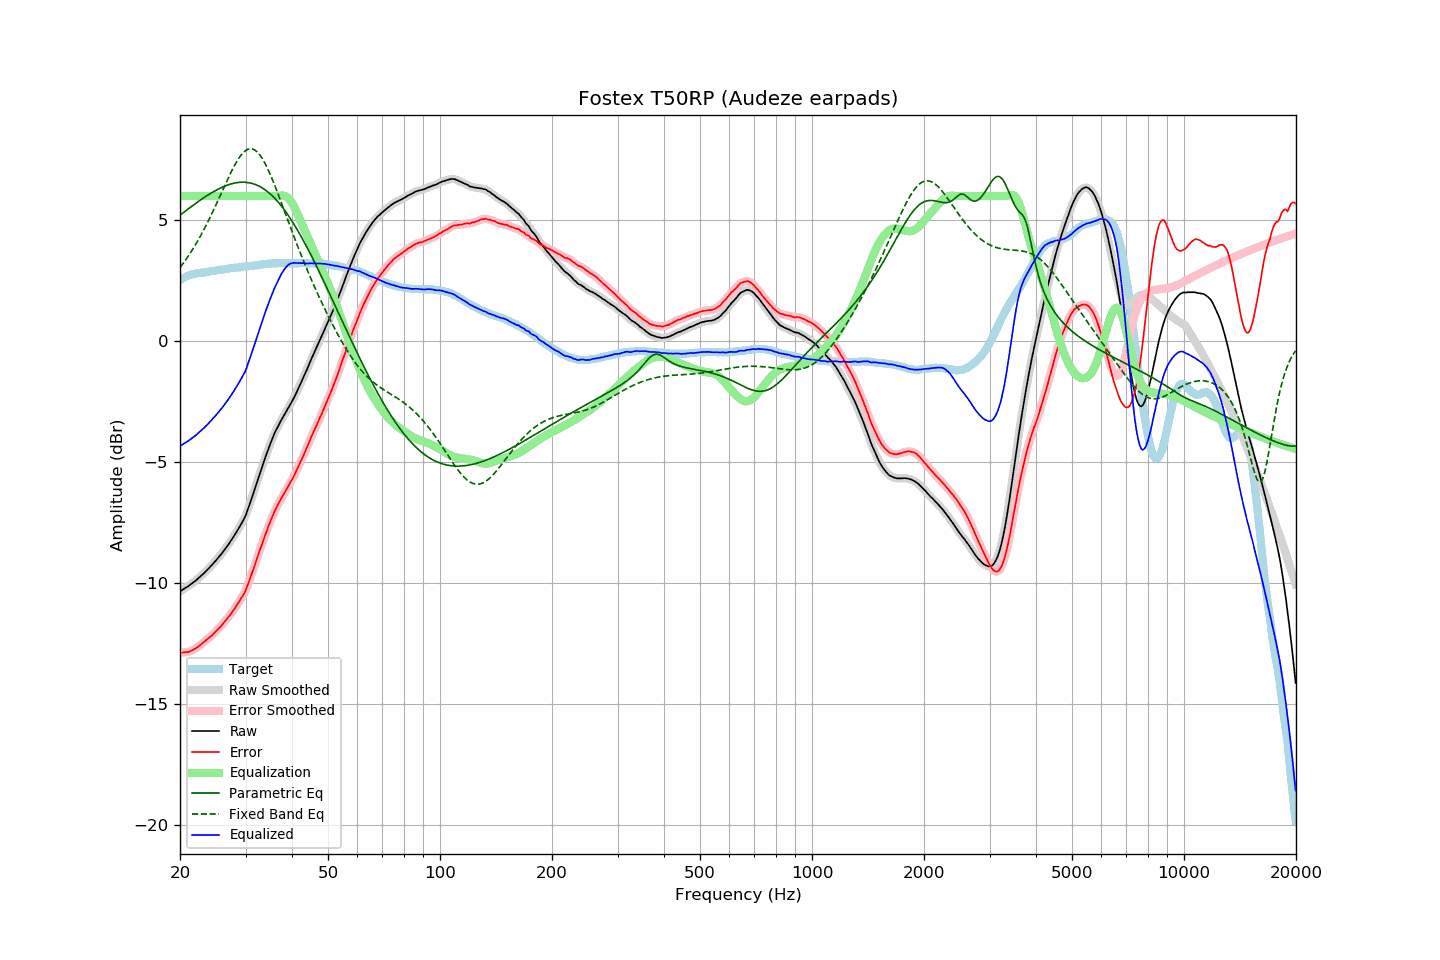 Fostex T50RP (Audeze earpads)
Amplitude (dBr)
5
0
−5
−10
−15
−20
Target
Raw Smoothed
Error Smoothed
Raw
Error
Equalization
Parametric Eq
Fixed Band Eq
Equalized
20 50 100 200 500 1000 2000 5000 10000 20000
Frequency (Hz)